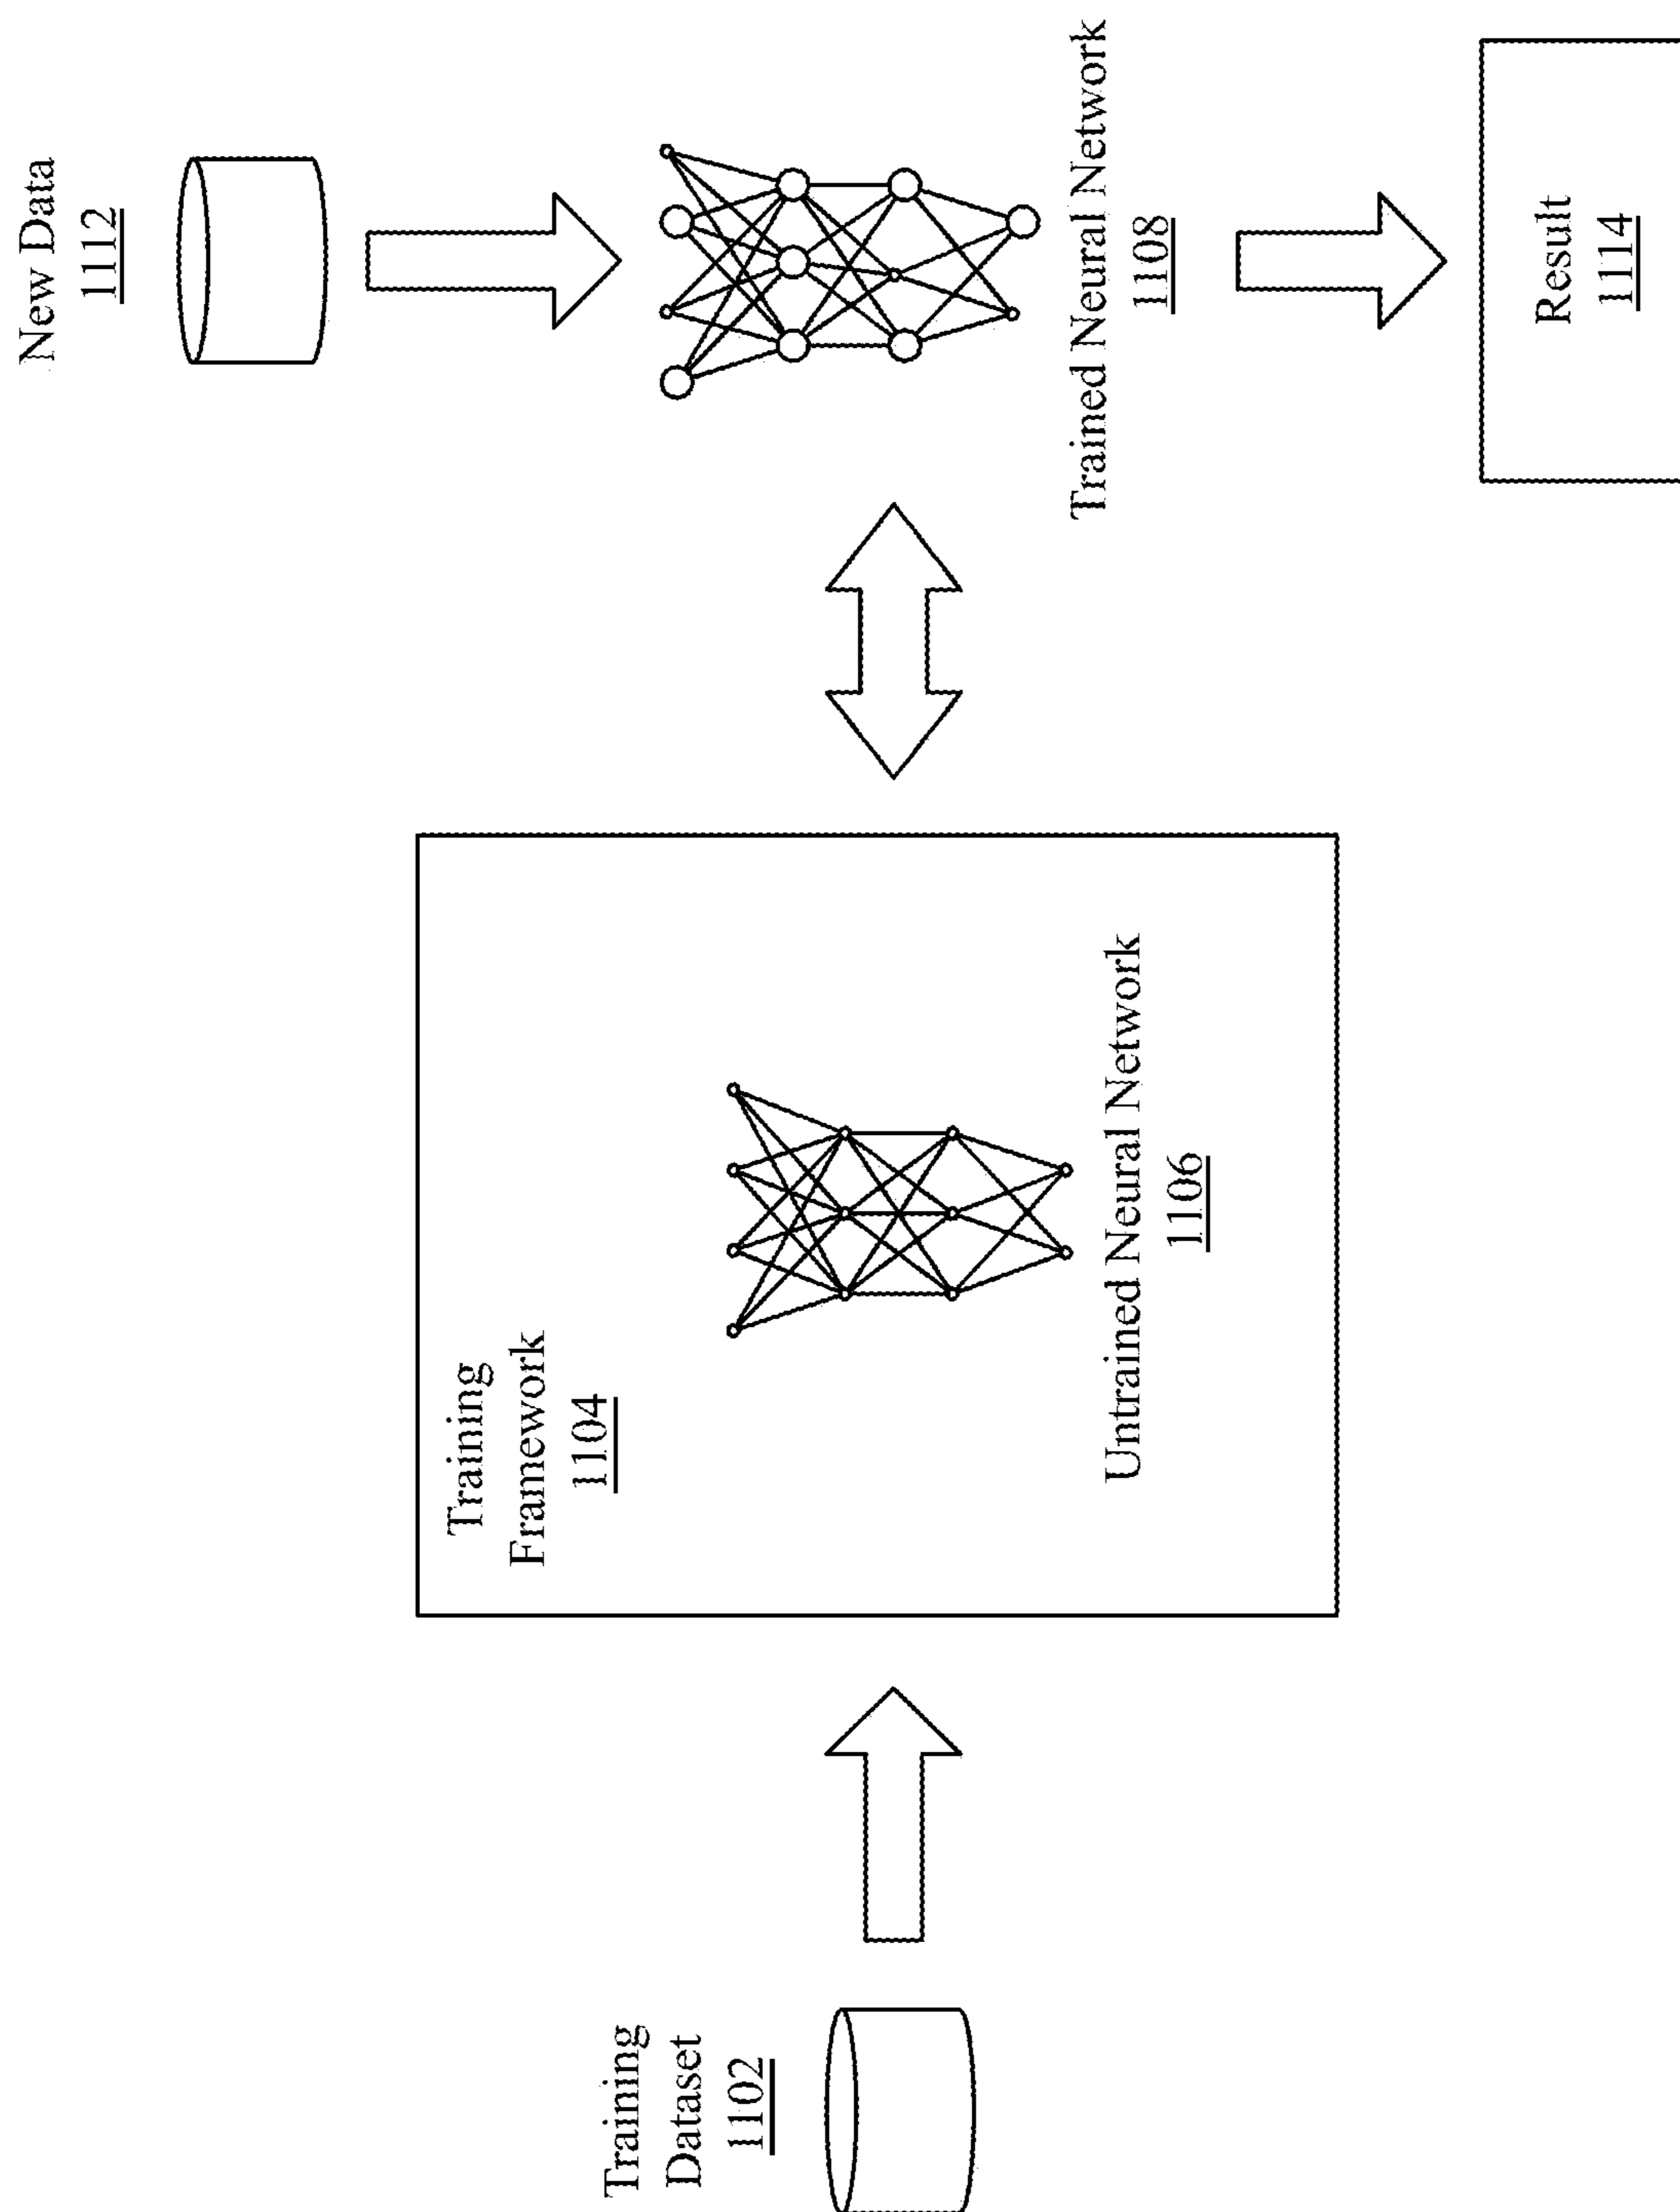 Training
Dataset
1102
Training
Framework
1104
Untrained Neural Network
1106
New Data
1112
Trained Neural Network
1108
Result
1114